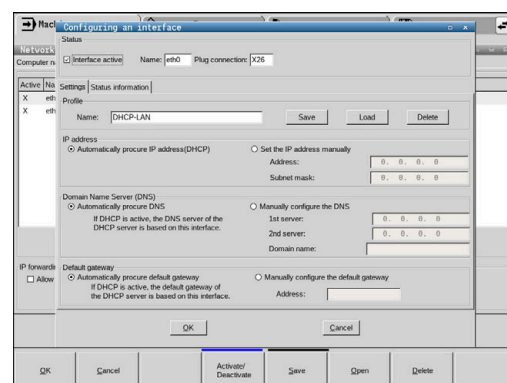 Configuring an interface
Status
Interface active Name: eth0 Plug connection: X26
Network
Active
X eth
X eth
Settings Status information
Profile
Name: DHCP-LAN Save Load Delete
IP address
Automatically procure IP address(DHCP) Set the IP address manually
Address: 0. 0. 0. 0
Subnet mask: 0. 0. 0. 0
Domain Name Server (DNS)
Automatically procure DNS Manually configure the DNS
If DHCP is active, the DNS server of the 1st server: 0. 0. 0. 0
DHCP server is based on this interface. 2nd server: 0. 0. 0. 0
Domain name:
Default gateway
Automatically procure default gateway Manually configure the default gateway
If DHCP is active, the default gateway of Address:
the DHCP server is based on this interface.
IP forwardin
Allow
OK Cancel
OK Cancel Activate/ Save Open Delete
Deactivate